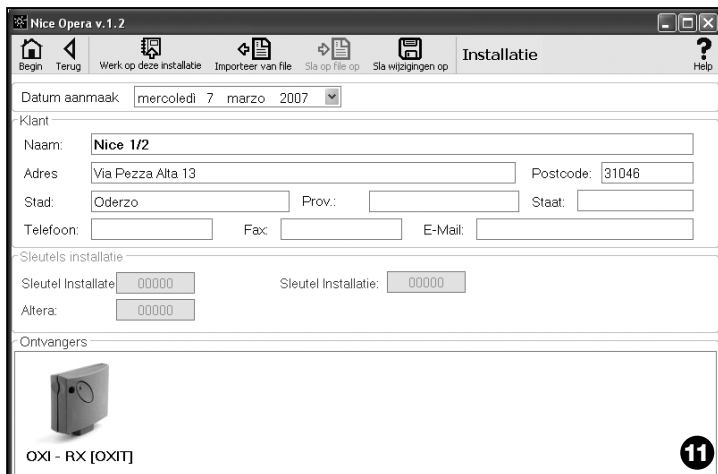 Nice Opera v.1.2
Begin Terug Werk op deze installatie Importeer van file Sla op file op Sla wijzigingen op Installatie Help
Datum aanmaak mercoledì 7 marzo 2007
Klant
Naam: Nice 1/2
Adres Via Pezza Alta 13 Postcode: 31046
Stad: Oderzo Prov.: Staat:
Telefoon: Fax: E-Mail:
Sleutels installatie
Sleutel Installate 00000 Sleutel Installatie: 00000
Altera: 00000
Ontvangers
OXI - RX [OXIT]
11